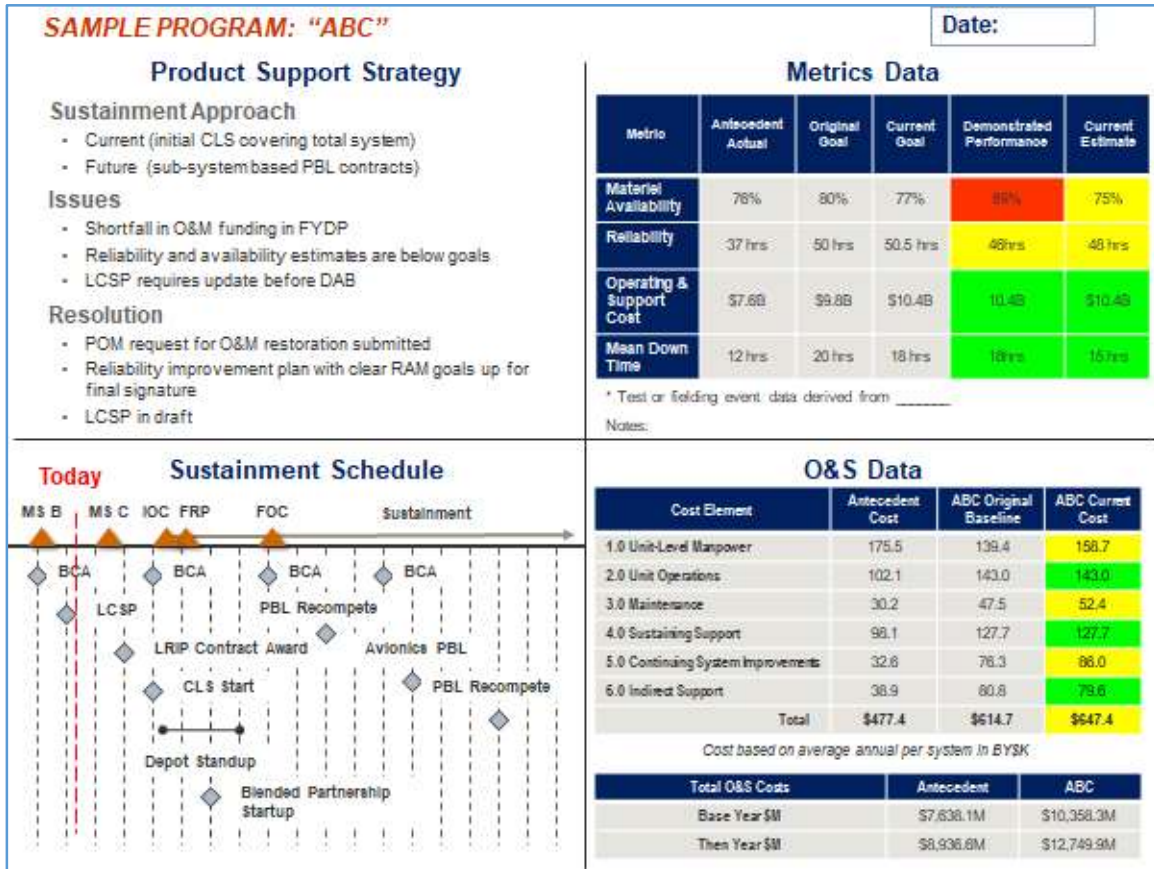 SAMPLE PROGRAM: “ABC”
Date:
Product Support Strategy
Sustainment Approach
- Current (initial CLS covering total system)
- Future (sub-system based PBL contracts)
Issues
- Shortfall in O&M funding in FYDP
- Reliability and availability estimates are below goals
- LCSP requires update before DAB
Resolution
- POM request for O&M restoration submitted
- Reliability improvement plan with clear RAM goals up for
final signature
- LCSP in draft
Metrics Data
Metric Antecedent Actual Original Goal Current Goal Demonstrated Performance Current Estimate
Materiel Availability 76% 80% 77% 75%
Reliability 37 hrs 50 hrs 50.5 hrs 46hrs 48 hrs
Operating & Support Cost $7.6B $9.8B $10.4B 10.4B $10.4B
Mean Down Time 12 hrs 20 hrs 18 hrs 18hrs 15 hrs
* Test or fielding event data derived from _______
Notes:
Sustainment Schedule
Today
MS B MS C IOC FRP FOC Sustainment
BCA BCA BCA BCA
LCSP PBL Recompete
LRIP Contract Award Avionics PBL
CLS Start PBL Recompete
Depot Standup
Blended Partnership
Startup
O&S Data
Cost Element Antecedent Cost ABC Original Baseline ABC Current Cost
1.0 Unit-Level Manpower 175.5 139.4 158.7
2.0 Unit Operations 102.1 143.0 143.0
3.0 Maintenance 30.2 47.5 52.4
4.0 Sustaining Support 98.1 127.7 127.7
5.0 Continuing System Improvements 32.6 76.3 86.0
6.0 Indirect Support 38.9 80.8 79.6
Total $477.4 $614.7 $647.4
Cost based on average annual per system in BY$K
Total O&S Costs Antecedent ABC
Base Year $M $7,638.1M $10,358.3M
Then Year $M $8,936.6M $12,749.9M